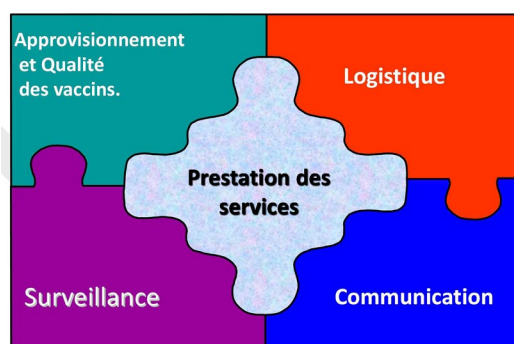 Approvisionnement
et Qualité
des vaccins.
Logistique
Prestation des
services
Surveillance
Communication